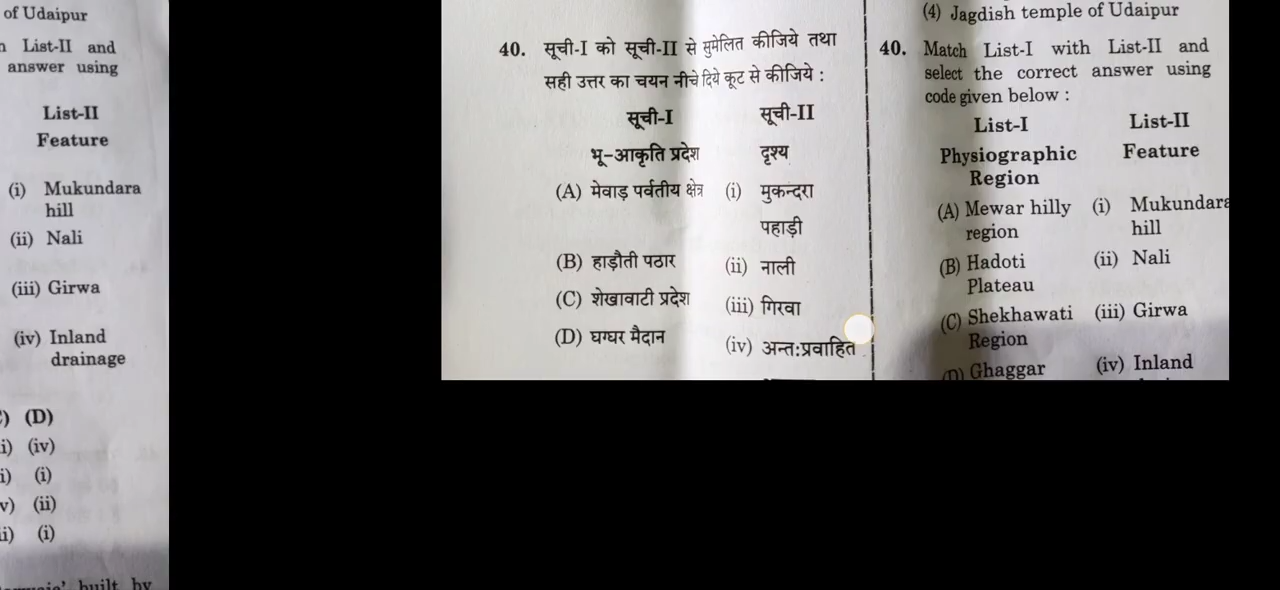 of Udaipur
List-II and
answer using
List-II
Feature
(i) Mukundara
hill
(ii) Nali
(iii) Girwa
(iv) Inland
drainage
(D)
(iv)
(i)
(ii)
(i)
built by
40. सूची-I को सूची-II से सुमेलित कीजिये तथा
सही उत्तर का चयन नीचे दिये कूट से कीजिये :
सूची-I सूची-II
भू-आकृति प्रदेश दृश्य
(A) मेवाड़ पर्वतीय क्षेत्र (i) मुकन्दरा
पहाड़ी
(B) हाड़ौती पठार (ii) नाली
(C) शेखावाटी प्रदेश (iii) गिरवा
(D) घग्घर मैदान (iv) अन्त:प्रवाहित
(4) Jagdish temple of Udaipur
40. Match List-I with List-II and
select the correct answer using
code given below :
List-I List-II
Physiographic Feature
Region
(A) Mewar hilly (i) Mukundara
region hill
(B) Hadoti (ii) Nali
Plateau
(C) Shekhawati (iii) Girwa
Region
(D) Ghaggar (iv) Inland